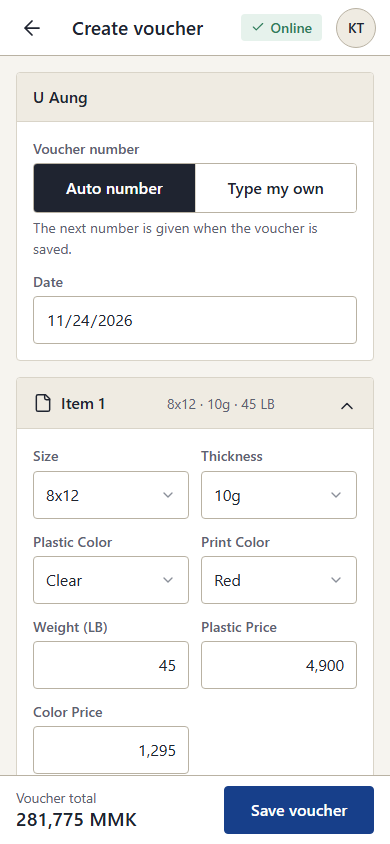 Create voucher
Online
KT
U Aung
Voucher number
Auto number
Type my own
The next number is given when the voucher is
saved.
Date
11/24/2026
Item 1
8x12 · 10g · 45 LB
Size
Thickness
8x12
10g
Plastic Color
Print Color
Clear
Red
Weight (LB)
Plastic Price
45
4,900
Color Price
1,295
Voucher total
281,775 MMK
Save voucher